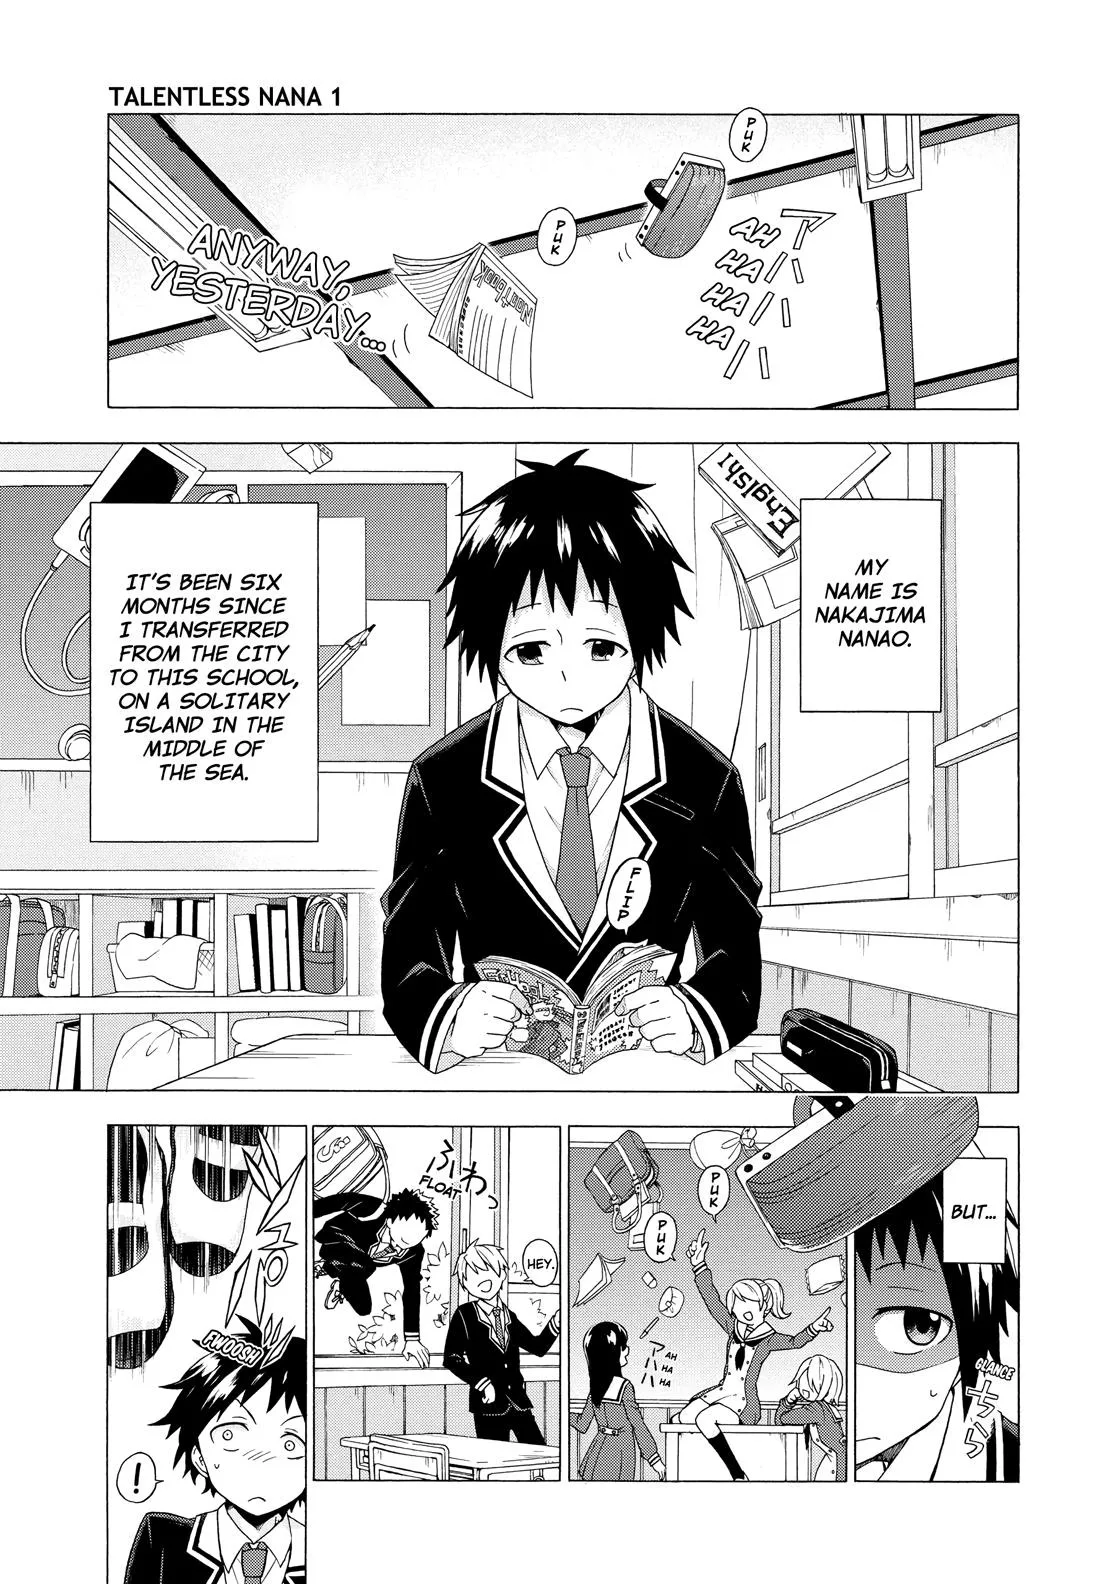 TALENTLESS NANA 1
PUK
アハハハハ
AH
HA
HA
HA
PUK
Notebook
ANYWAY,
YESTERDAY...
English
MY
NAME IS
NAKAJIMA
NANAO.
IT'S BEEN SIX
MONTHS SINCE
I TRANSFERRED
FROM THE CITY
TO THIS SCHOOL,
ON A SOLITARY
ISLAND IN THE
MIDDLE OF
THE SEA.
FLIP
BUT...
GLANCE
ちら
PUK
PUK
アハハ
AH
HA
HA
ふわっ
FLOAT
HEY.
FWOOSH
!